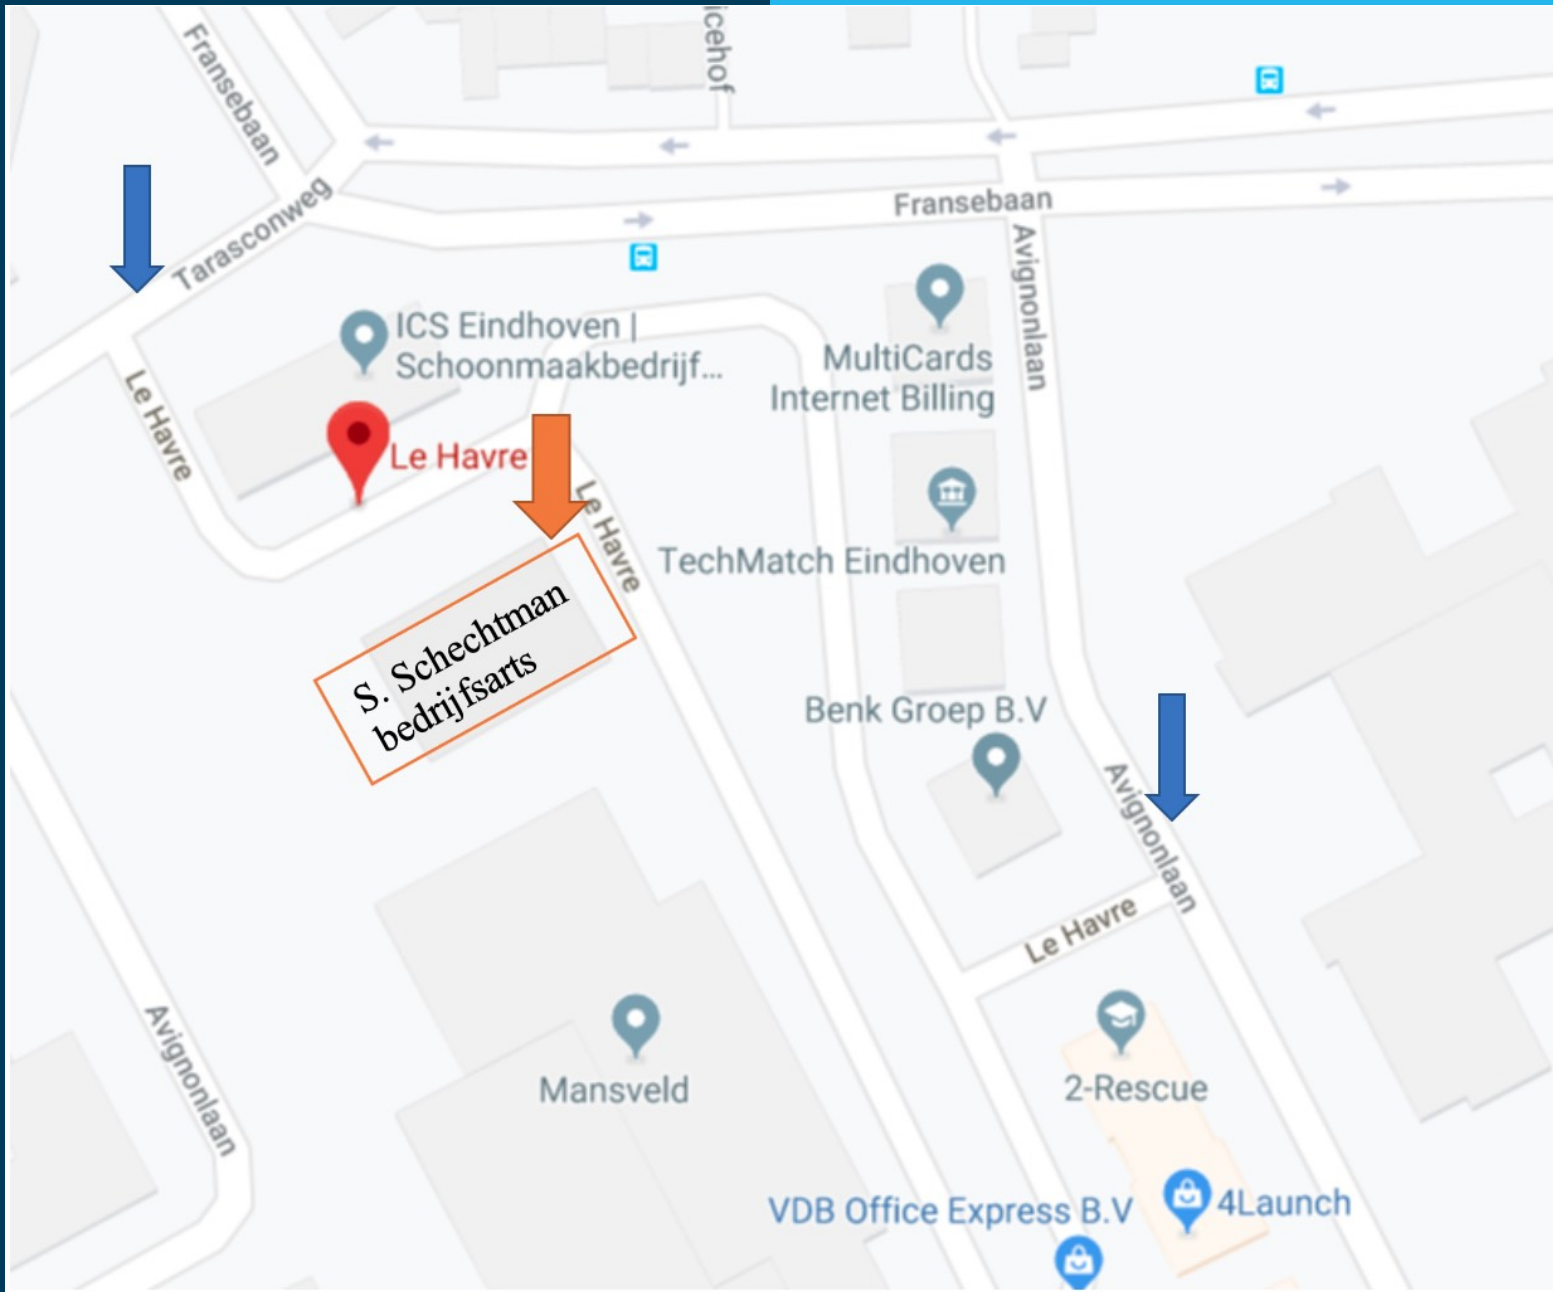 Fransebaan
icehof
Tarasconweg
Fransebaan
Avignonlaan
ICS Eindhoven |
Schoonmaakbedrijf...
MultiCards
Internet Billing
Le Havre
Le Havre
Le Havre
TechMatch Eindhoven
S. Schechtman
bedrijfsarts
Benk Groep B.V
Avignonlaan
Le Havre
Avignonlaan
Mansveld
2-Rescue
VDB Office Express B.V
4Launch